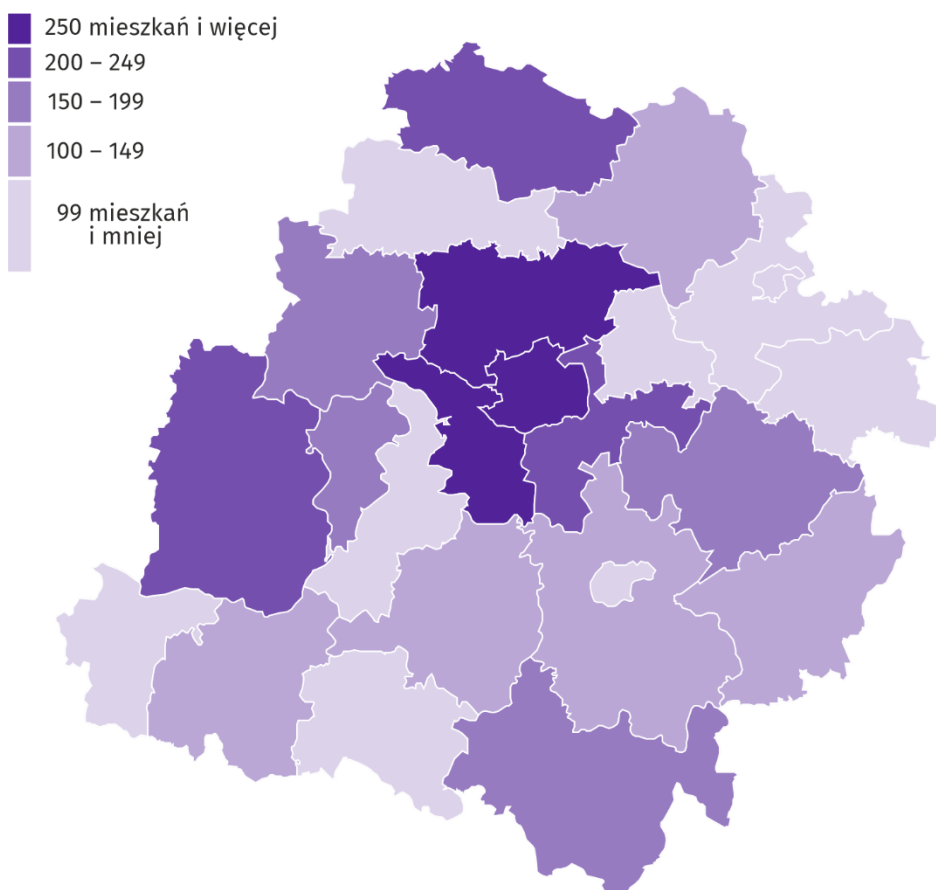 250 mieszkań i więcej
200 – 249
150 – 199
100 – 149
99 mieszkań
i mniej